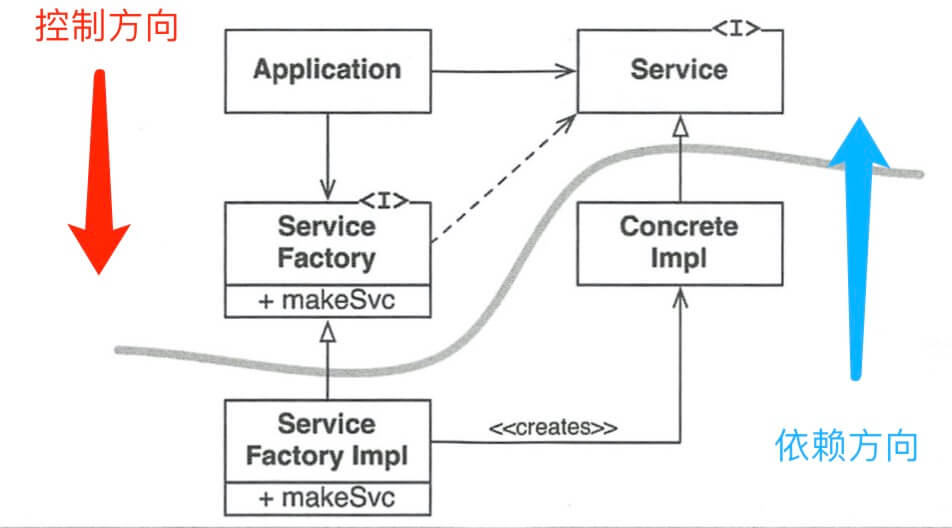 控制方向
<I>
Application
Service
<I>
Service
Factory
+ makeSvc
Concrete
Impl
Service
Factory Impl
+ makeSvc
<<creates>>
依赖方向